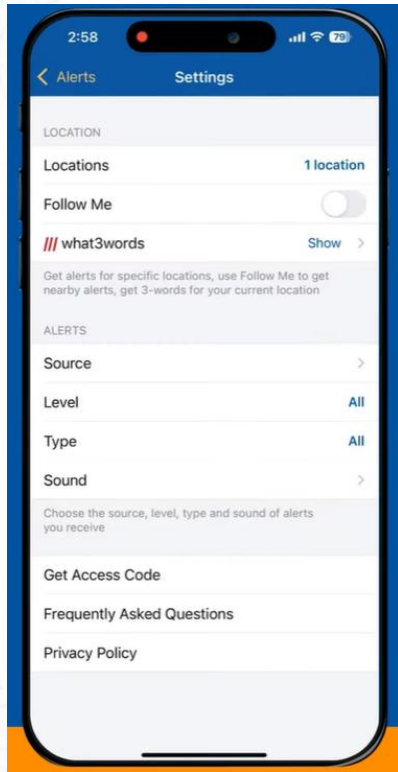 2:58
79
Alerts
Settings
LOCATION
Locations 1 location
Follow Me
/// what3words Show
Get alerts for specific locations, use Follow Me to get
nearby alerts, get 3-words for your current location
ALERTS
Source
Level All
Type All
Sound
Choose the source, level, type and sound of alerts
you receive
Get Access Code
Frequently Asked Questions
Privacy Policy